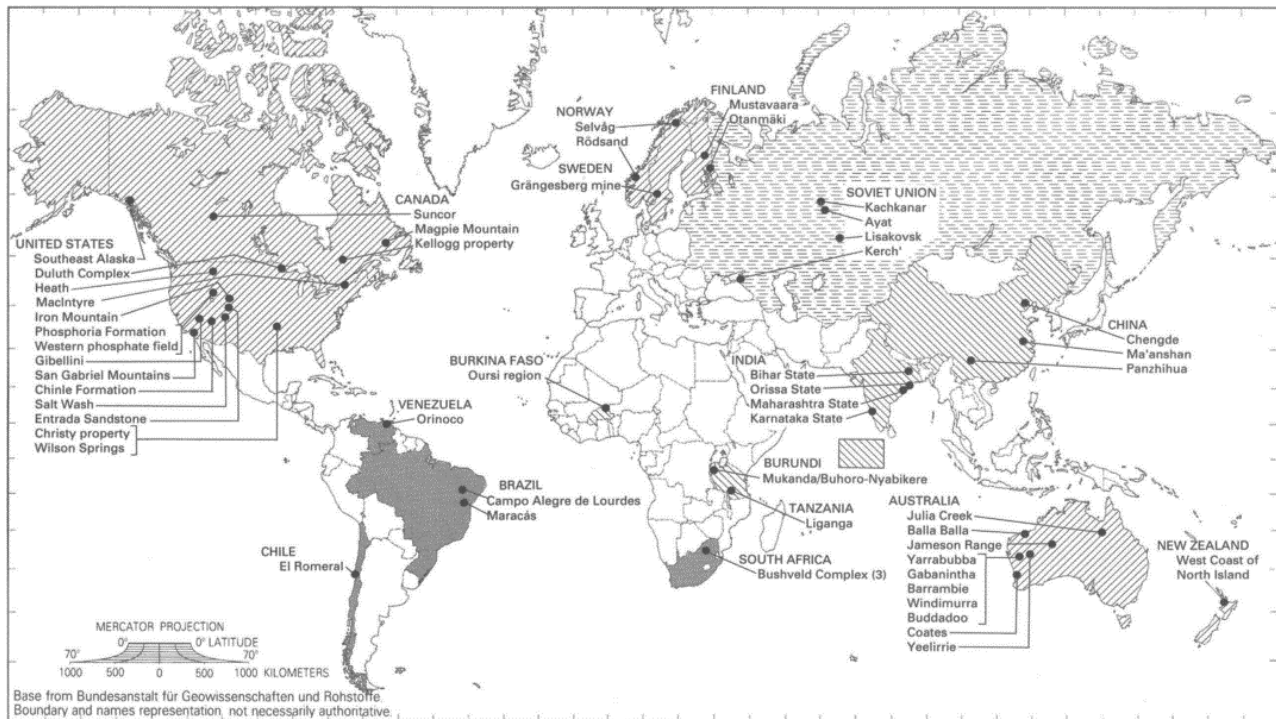 FINLAND
Mustavaara
Otanmäki
NORWAY
Selvåg
Rödsand
SWEDEN
Grängesberg mine
SOVIET UNION
Kachkanar
Ayat
Lisakovsk
Kerch'
CANADA
Suncor
Magpie Mountain
Kellogg property
UNITED STATES
Southeast Alaska
Duluth Complex
Heath
MacIntyre
Iron Mountain
Phosphoria Formation
Western phosphate field
Gibellini
San Gabriel Mountains
Chinle Formation
Salt Wash
Entrada Sandstone
Christy property
Wilson Springs
CHINA
Chengde
Ma'anshan
Panzhihua
BURKINA FASO
Oursi region
INDIA
Bihar State
Orissa State
Maharashtra State
Karnataka State
VENEZUELA
Orinoco
BRAZIL
Campo Alegre de Lourdes
Maracás
BURUNDI
Mukanda/Buhoro-Nyabikere
TANZANIA
Liganga
CHILE
El Romeral
SOUTH AFRICA
Bushveld Complex (3)
AUSTRALIA
Julia Creek
Balla Balla
Jameson Range
Yarrabubba
Gabanintha
Barrambie
Windimurra
Buddadoo
Coates
Yeelirrie
NEW ZEALAND
West Coast of
North Island
MERCATOR PROJECTION
0° 0° LATITUDE
70° 70°
1000 500 0 500 1000 KILOMETERS
Base from Bundesanstalt für Geowissenschaften und Rohstoffe.
Boundary and names representation not necessarily authoritative.